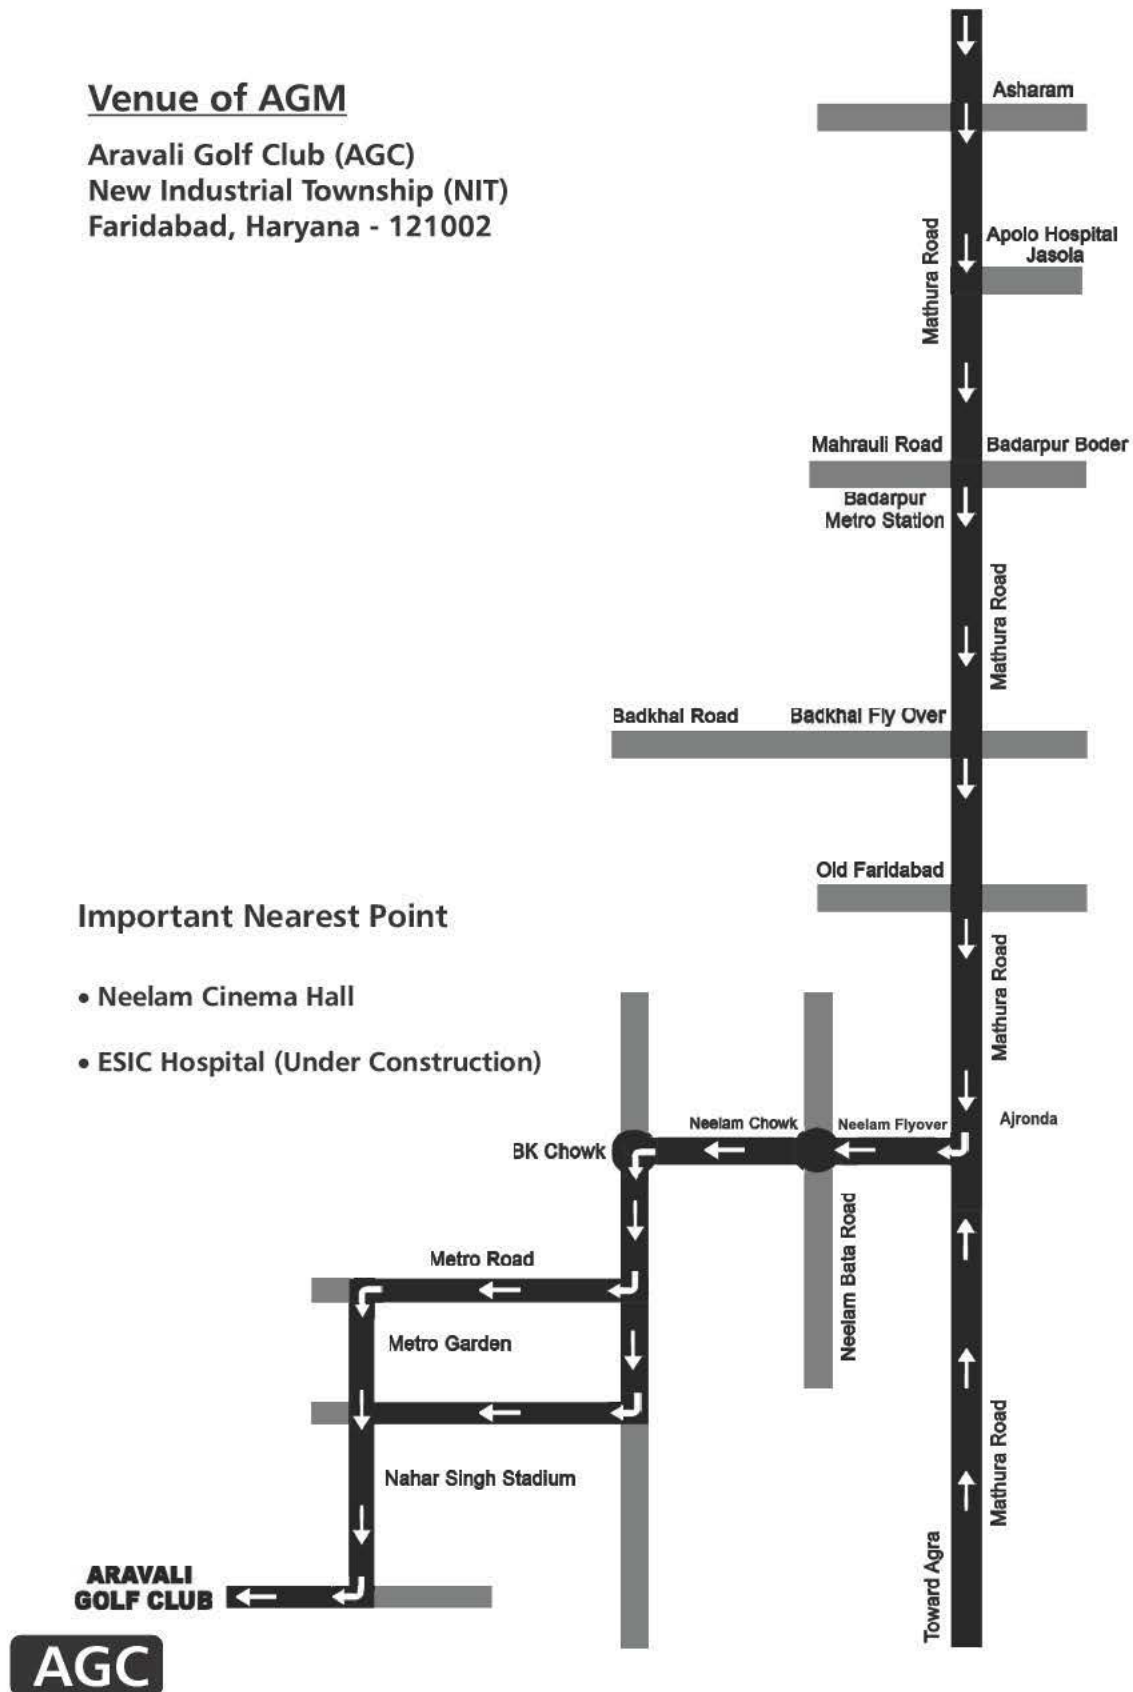 Venue of AGM
Aravali Golf Club (AGC)
New Industrial Township (NIT)
Faridabad, Haryana - 121002
Asharam
Mathura Road
Apolo Hospital
Jasola
Mahrauli Road
Badarpur Boder
Badarpur
Metro Station
Mathura Road
Badkhal Road
Badkhal Fly Over
Old Faridabad
Mathura Road
Important Nearest Point
• Neelam Cinema Hall
• ESIC Hospital (Under Construction)
Ajronda
Neelam Flyover
Neelam Chowk
BK Chowk
Neelam Bata Road
Metro Road
Metro Garden
Nahar Singh Stadium
Mathura Road
Toward Agra
ARAVALI
GOLF CLUB
AGC